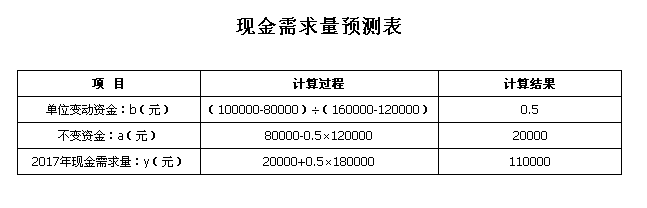 现金需求量预测表
项 目 计算过程 计算结果
单位变动资金：b（元） （100000-80000）÷（160000-120000） 0.5
不变资金：a（元） 80000-0.5×120000 20000
2017年现金需求量：y（元） 20000+0.5×180000 110000